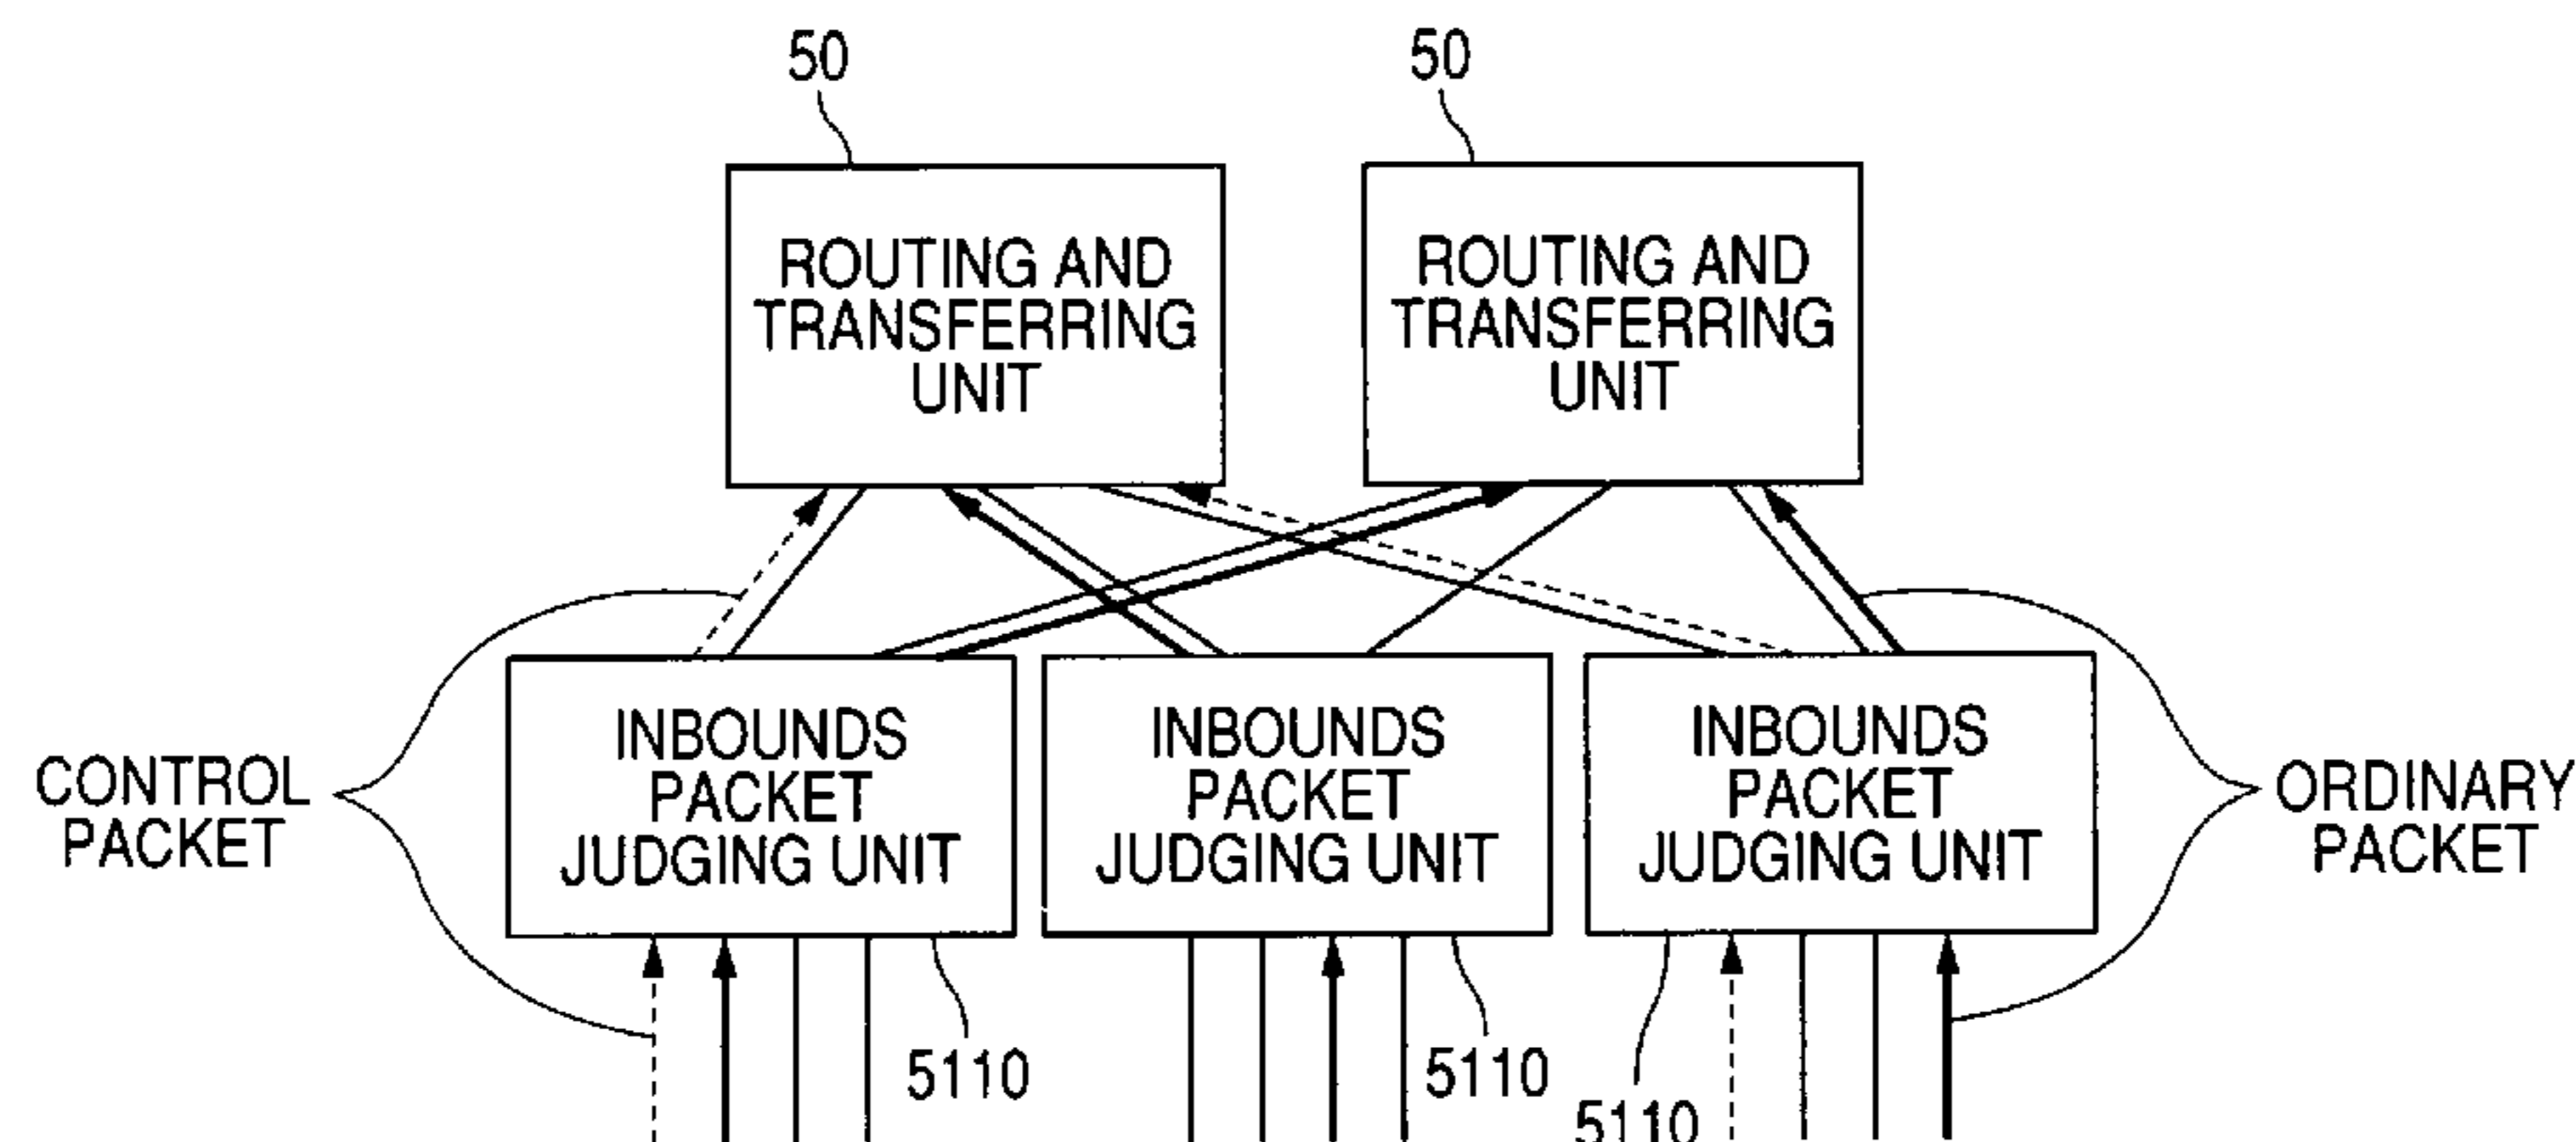 50
50
ROUTING AND
TRANSFERRING
UNIT
ROUTING AND
TRANSFERRING
UNIT
CONTROL
PACKET
INBOUNDS
PACKET
JUDGING UNIT
INBOUNDS
PACKET
JUDGING UNIT
INBOUNDS
PACKET
JUDGING UNIT
ORDINARY
PACKET
5110
5110
5110